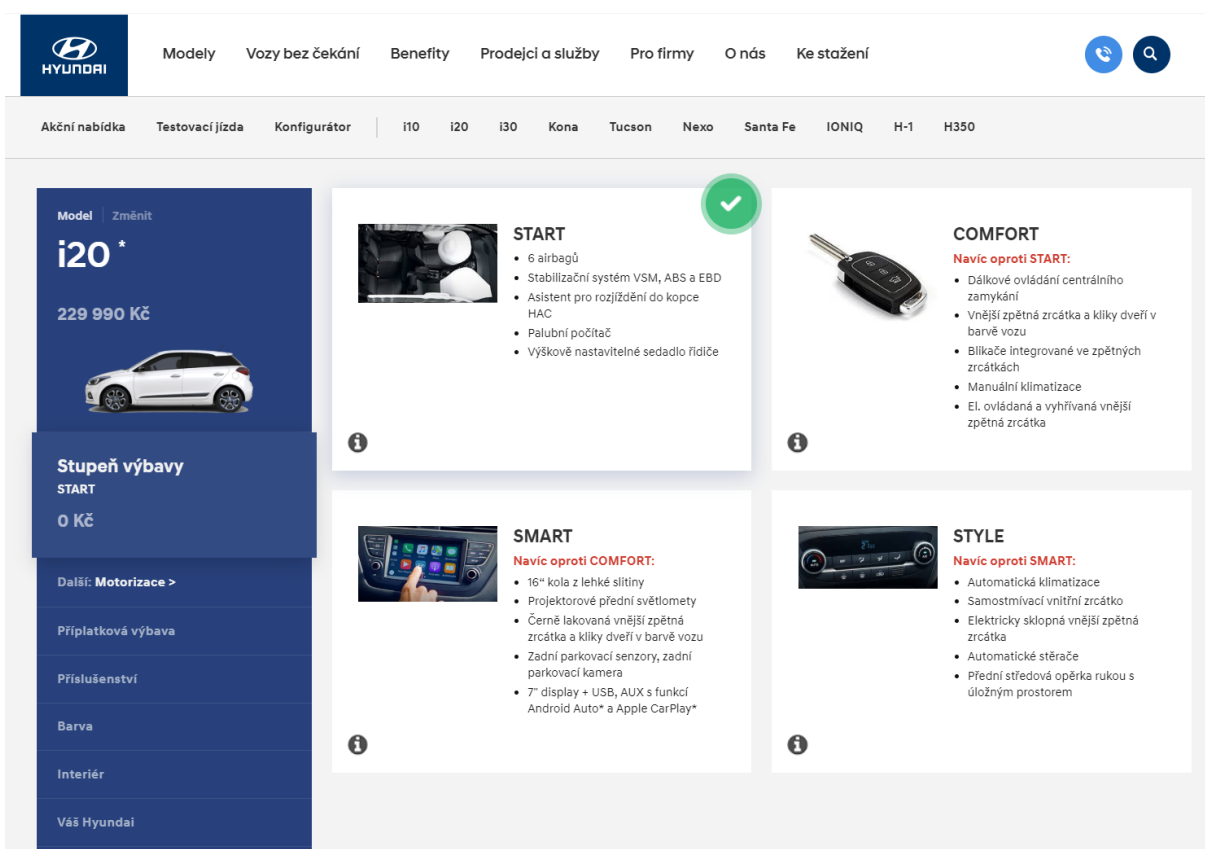 HYUNDAI
Modely Vozy bez čekání Benefity Prodejci a služby Pro firmy O nás Ke stažení
Akční nabídka Testovací jízda Konfigurátor i10 i20 i30 Kona Tucson Nexo Santa Fe IONIQ H-1 H350
Model Změnit
i20 *
229 990 Kč
Stupeň výbavy
START
0 Kč
Další: Motorizace >
Příplatková výbava
Příslušenství
Barva
Interiér
Váš Hyundai
START
• 6 airbagů
• Stabilizační systém VSM, ABS a EBD
• Asistent pro rozjíždění do kopce
HAC
• Palubní počítač
• Výškově nastavitelné sedadlo řidiče
COMFORT
Navíc oproti START:
• Dálkové ovládání centrálního
zamykání
• Vnější zpětná zrcátka a kliky dveří v
barvě vozu
• Blikače integrované ve zpětných
zrcátkách
• Manuální klimatizace
• El. ovládaná a vyhřívaná vnější
zpětná zrcátka
SMART
Navíc oproti COMFORT:
• 16“ kola z lehké slitiny
• Projektorové přední světlomety
• Černě lakovaná vnější zpětná
zrcátka a kliky dveří v barvě vozu
• Zadní parkovací senzory, zadní
parkovací kamera
• 7" display + USB, AUX s funkcí
Android Auto* a Apple CarPlay*
STYLE
Navíc oproti SMART:
• Automatická klimatizace
• Samostmívací vnitřní zrcátko
• Elektricky sklopná vnější zpětná
zrcátka
• Automatické stěrače
• Přední středová opěrka rukou s
úložným prostorem